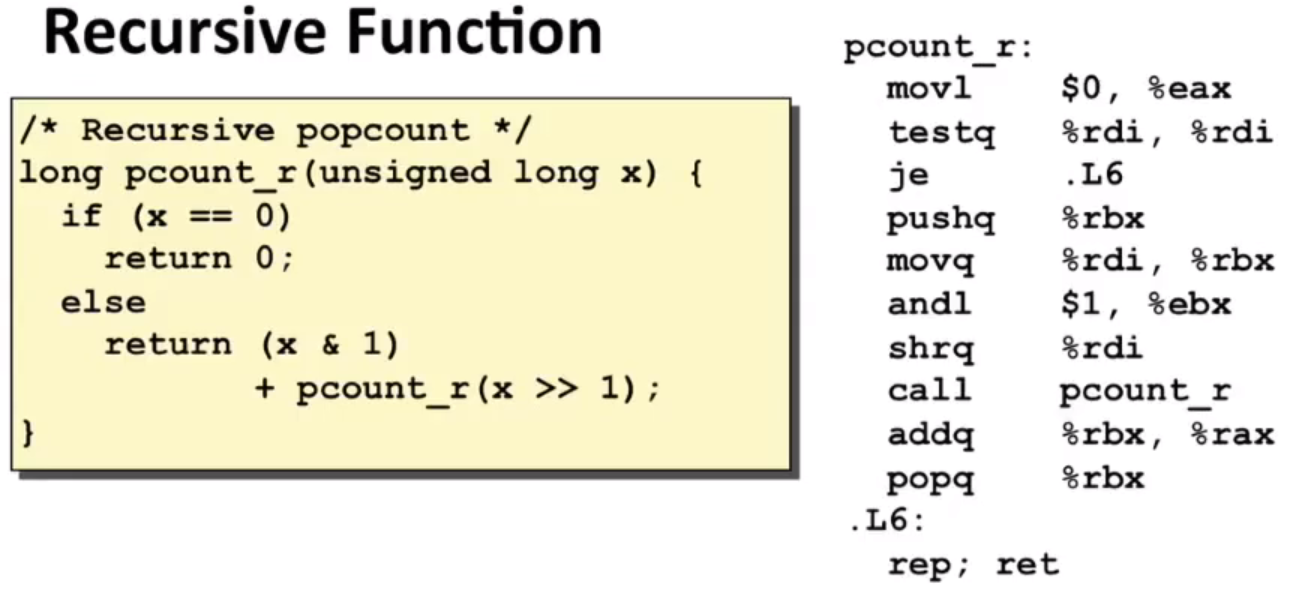 Recursive Function
/* Recursive popcount */
long pcount_r(unsigned long x) {
  if (x == 0)
    return 0;
  else
    return (x & 1)
           + pcount_r(x >> 1);
}
pcount_r:
  movl    $0, %eax
  testq   %rdi, %rdi
  je      .L6
  pushq   %rbx
  movq    %rdi, %rbx
  andl    $1, %ebx
  shrq    %rdi
  call    pcount_r
  addq    %rbx, %rax
  popq    %rbx
.L6:
  rep; ret